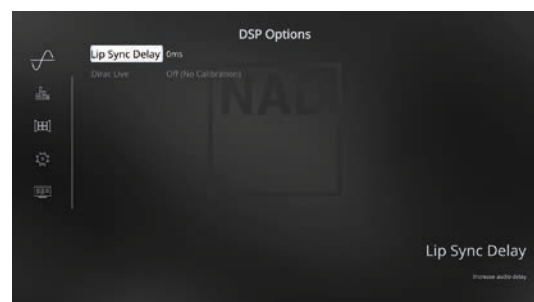 DSP Options
Lip Sync Delay 0ms
Dirac Live Off (No Calibration)
NAD
Lip Sync Delay
Increase audio delay